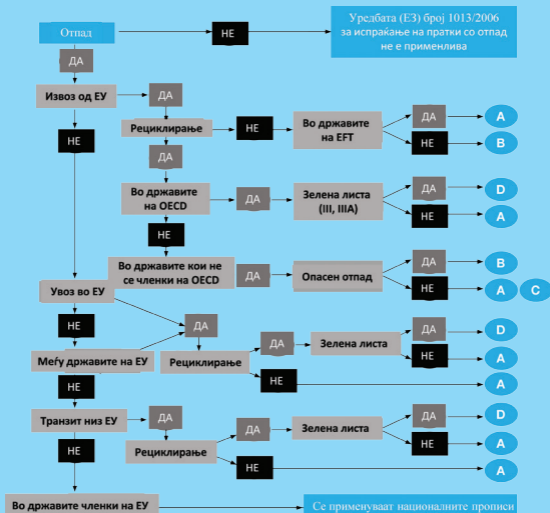 Отпад
НЕ
Уредбата (ЕЗ) број 1013/2006
за испраќање на пратки со отпад
не е применлива
ДА
Извоз од ЕУ
ДА
Рециклирање
НЕ
Во државите
на EFT
ДА
A
НЕ
B
НЕ
ДА
Во државите
на OECD
ДА
Зелена листа
(III, IIIA)
ДА
D
НЕ
A
НЕ
Во државите кои не
се членки на OECD
ДА
Опасен отпад
ДА
B
НЕ
A
C
Увоз во ЕУ
НЕ
ДА
Меѓу државите на ЕУ
Рециклирање
ДА
Зелена листа
ДА
D
НЕ
A
НЕ
A
НЕ
Транзит низ ЕУ
ДА
Рециклирање
ДА
Зелена листа
ДА
D
НЕ
A
НЕ
A
НЕ
Во државите членки на ЕУ
Се применуваат националните прописи